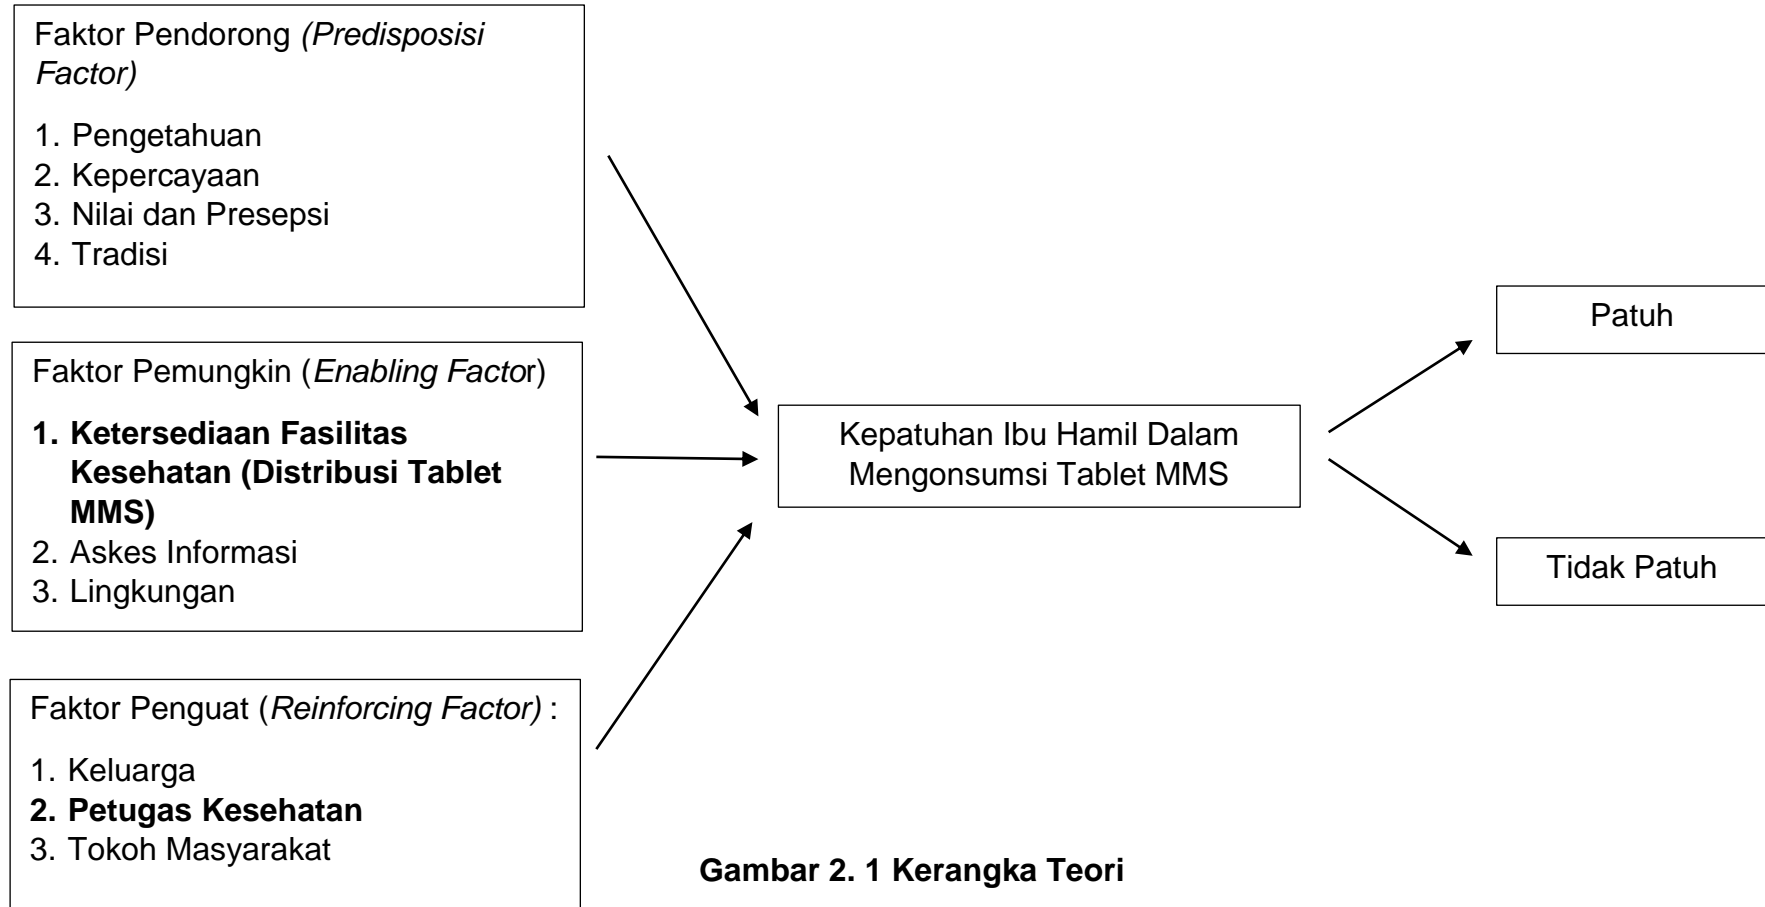 Faktor Pendorong (Predisposisi
Factor)
1. Pengetahuan
2. Kepercayaan
3. Nilai dan Presepsi
4. Tradisi
Faktor Pemungkin (Enabling Factor)
1. Ketersediaan Fasilitas
Kesehatan (Distribusi Tablet
MMS)
2. Askes Informasi
3. Lingkungan
Faktor Penguat (Reinforcing Factor) :
1. Keluarga
2. Petugas Kesehatan
3. Tokoh Masyarakat
Kepatuhan Ibu Hamil Dalam
Mengonsumsi Tablet MMS
Patuh
Tidak Patuh
Gambar 2. 1 Kerangka Teori